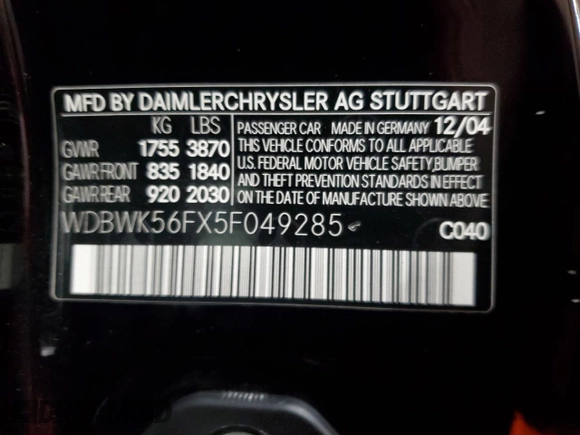 MFD BY DAIMLERCHRYSLER AG STUTTGART
KG LBS
GVWR 1755 3870
GAWR FRONT 835 1840
GAWR REAR 920 2030
PASSENGER CAR MADE IN GERMANY 12/04
THIS VEHICLE CONFORMS TO ALL APPLICABLE
U.S. FEDERAL MOTOR VEHICLE SAFETY,BUMPER
AND THEFT PREVENTION STANDARDS IN EFFECT
ON THE DATE OF MANUFACTURE SHOWN ABOVE.
WDBWK56FX5F049285
C040